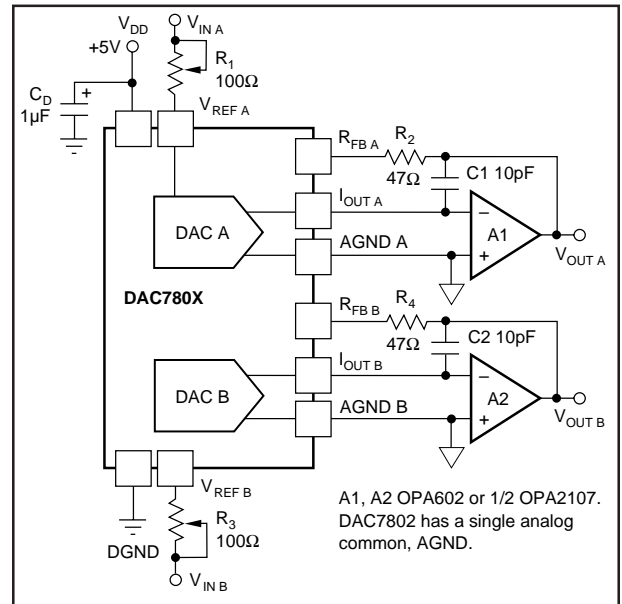 V_DD
+5V
C_D
+
1µF
V_IN A
R_1
100Ω
V_REF A
R_FB A
R_2
47Ω
C1 10pF
I_OUT A
DAC A
AGND A
–
+
A1
V_OUT A
DAC780X
R_FB B
R_4
47Ω
C2 10pF
I_OUT B
DAC B
AGND B
–
+
A2
V_OUT B
V_REF B
DGND
R_3
100Ω
V_IN B
A1, A2 OPA602 or 1/2 OPA2107.
DAC7802 has a single analog
common, AGND.